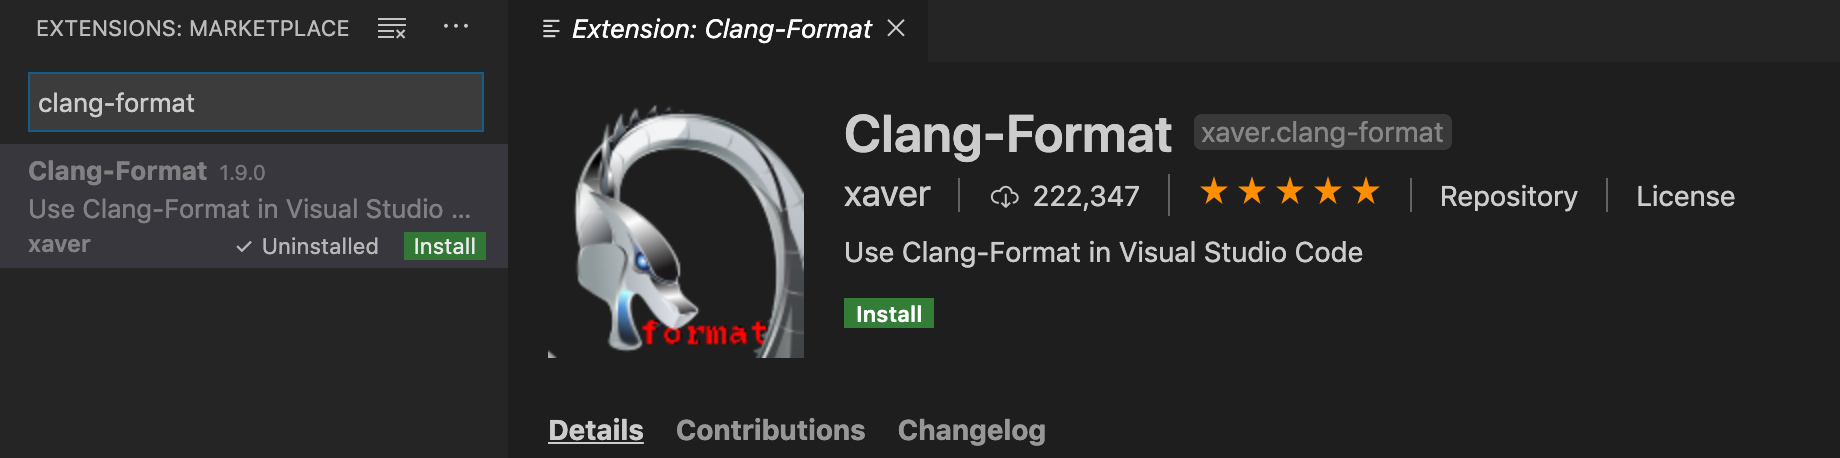 EXTENSIONS: MARKETPLACE
clang-format
Clang-Format 1.9.0
Use Clang-Format in Visual Studio ...
xaver
✓ Uninstalled Install
Extension: Clang-Format
format
Clang-Format xaver.clang-format
xaver 222,347 ★★★★★ Repository License
Use Clang-Format in Visual Studio Code
Install
Details Contributions Changelog